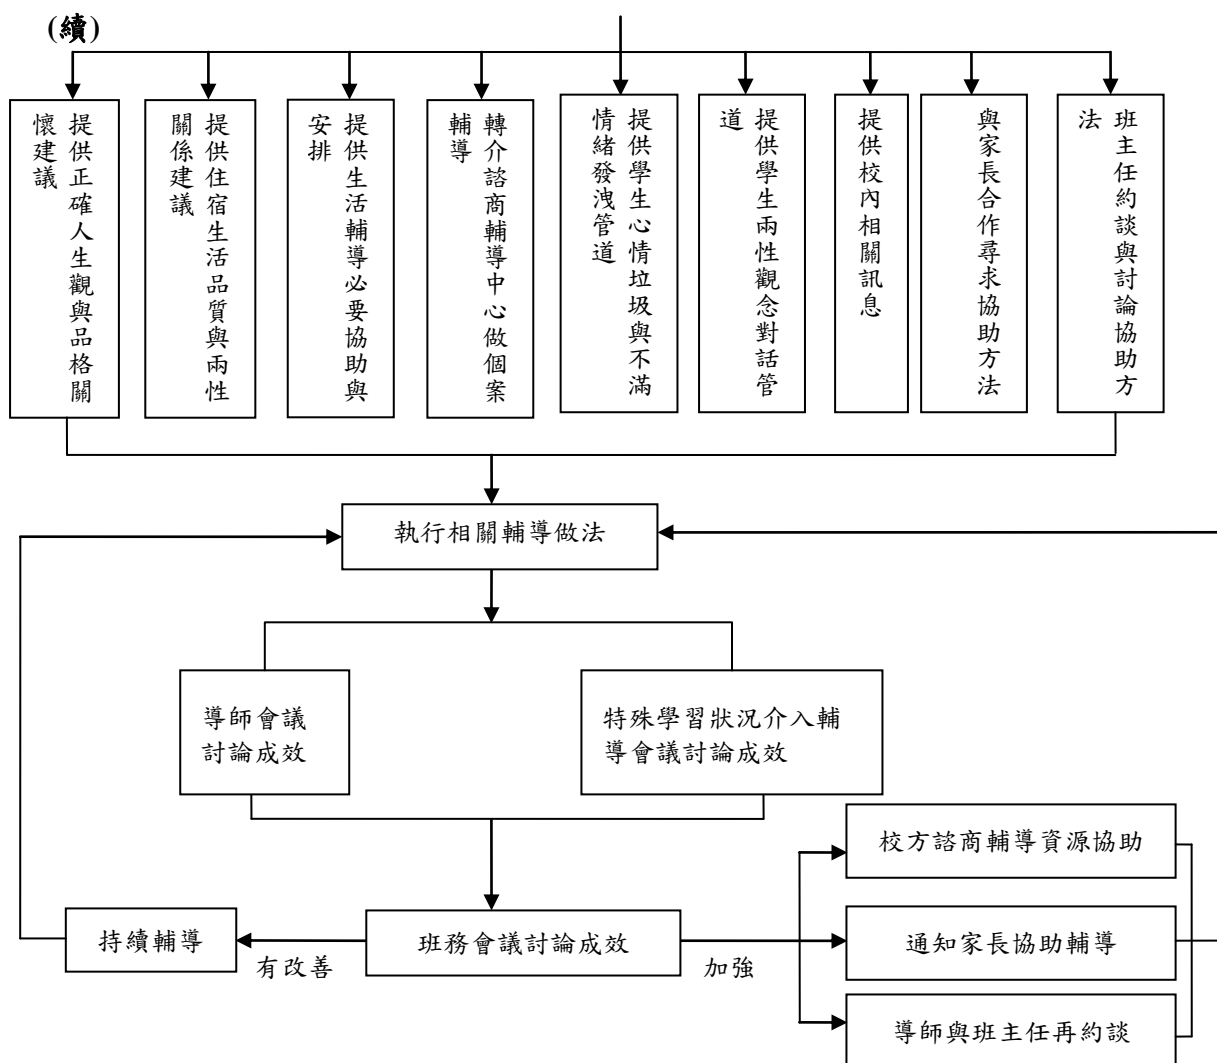 (續)
提供正確人生觀與品格關
懷建議
提供住宿生活品質與兩性
關係建議
提供生活輔導必要協助與
安排
轉介諮商輔導中心做個案
輔導
提供學生心情垃圾與不滿
情緒發洩管道
提供學生兩性觀念對話管
道
提供校內相關訊息
與家長合作尋求協助方法
班主任約談與討論協助方
法
執行相關輔導做法
導師會議
討論成效
特殊學習狀況介入輔
導會議討論成效
校方諮商輔導資源協助
持續輔導
有改善
班務會議討論成效
加強
通知家長協助輔導
導師與班主任再約談